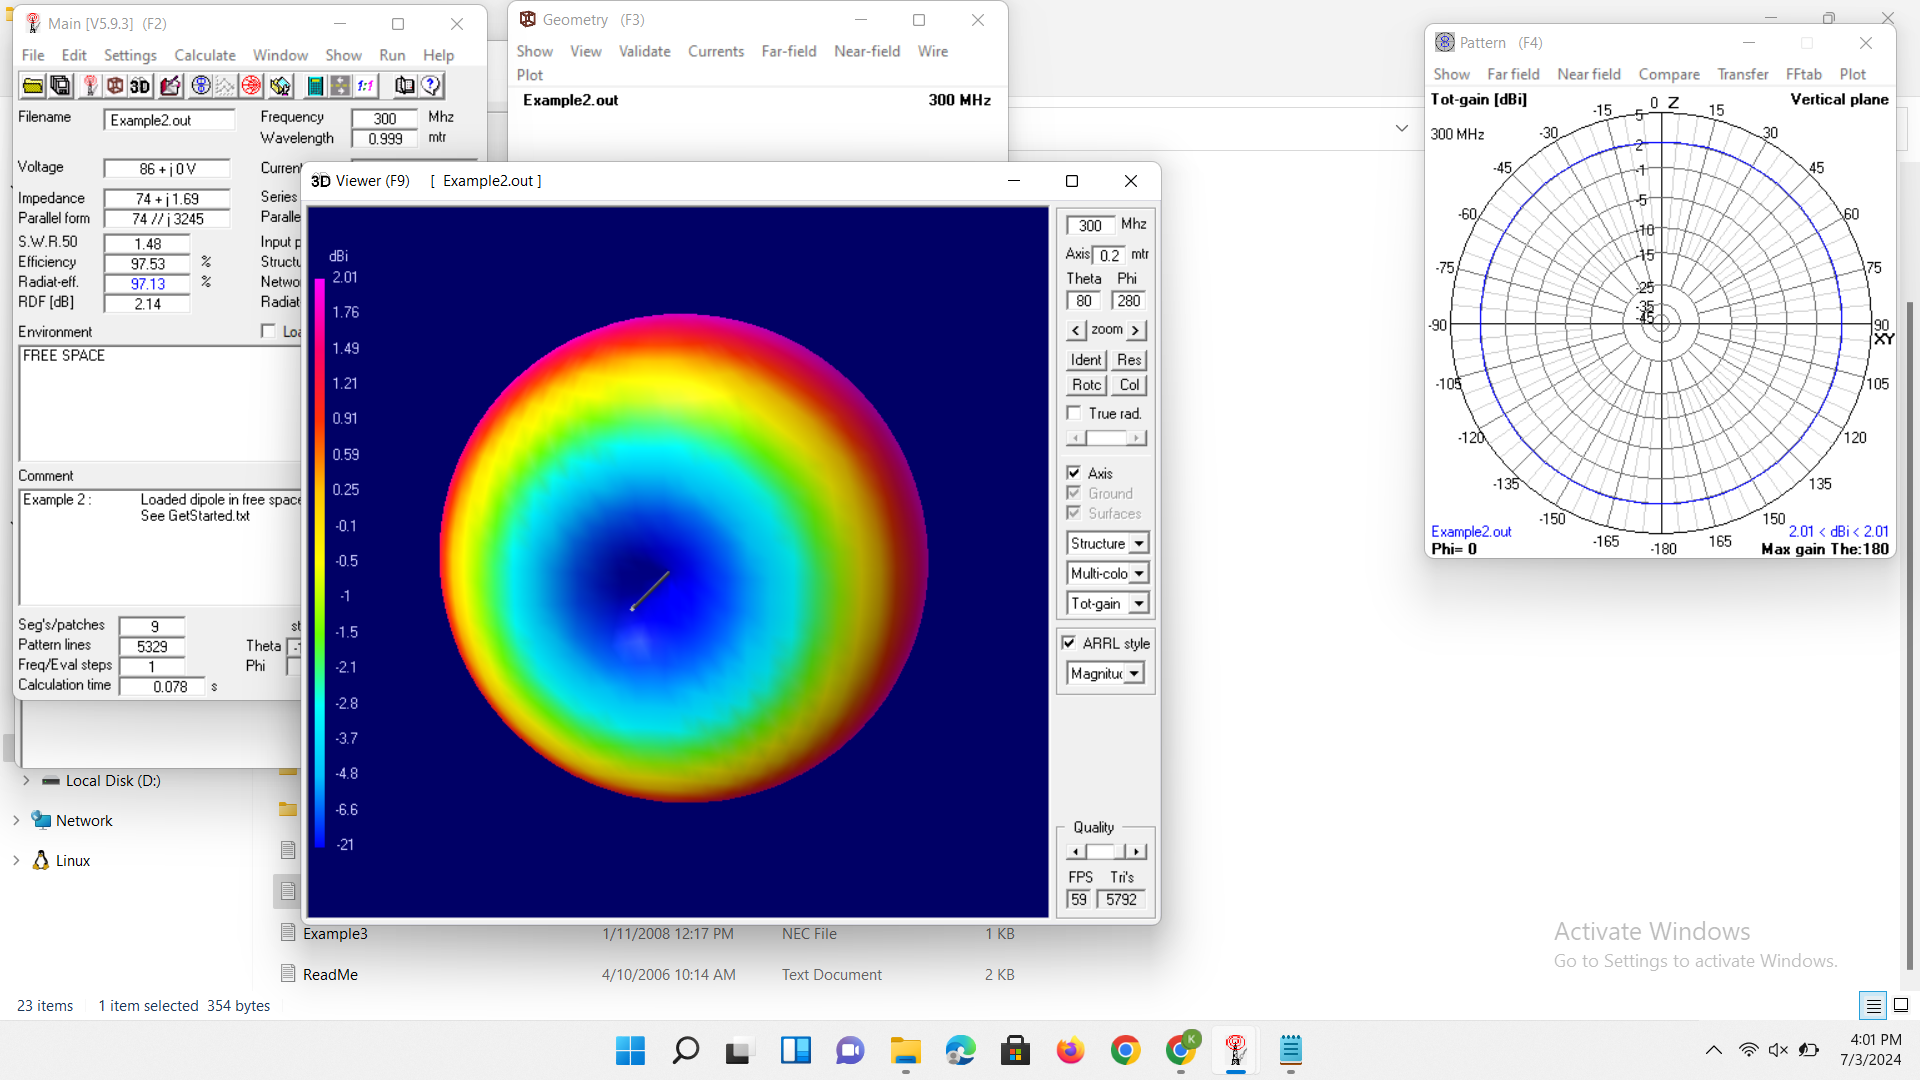 Main [V5.9.3] (F2)
File Edit Settings Calculate Window Show Run Help
3D 1:1
Filename Example2.out Frequency 300 Mhz
Wavelength 0.999 mtr
Voltage 86 + j 0 V
Impedance 74 + j 1.69 Series
Parallel form 74 // j 3245
S.W.R.50 1.48
Efficiency 97.53 %
Radiat-eff. 97.13 %
RDF [dB] 2.14
Environment
FREE SPACE
Comment
Example 2 : Loaded dipole in free space
See GetStarted.txt
Seg's/patches 9
Pattern lines 5329 Theta
Freq/Eval steps 1 Phi
Calculation time 0.078 s
Geometry (F3)
Show View Validate Currents Far-field Near-field Wire
Plot
Example2.out 300 MHz
3D Viewer (F9) [ Example2.out ]
dBi
2.01
1.76
1.49
1.21
0.91
0.59
0.25
-0.1
-0.5
-1
-1.5
-2.1
-2.8
-3.7
-4.8
-6.6
-21
300 Mhz
Axis 0.2 mtr
Theta Phi
80 280
< zoom >
Ident Res
Rotc Col
True rad.
Axis
Ground
Surfaces
Structure
Multi-colo
Tot-gain
ARRL style
Magnituc
Quality
FPS Tri's
59 5792
Pattern (F4)
Show Far field Near field Compare Transfer FFtab Plot
Tot-gain [dBi] Vertical plane
300 MHz
0 Z
-15 15
-30 30
-45 45
-60 60
-75 75
-90 90
XY
-105 105
-120 120
-135 135
-150 150
-165 165
-180
5
2
-1
-5
-10
-15
-25
-35
-45
Example2.out 2.01 < dBi < 2.01
Phi= 0 Max gain The:180
Local Disk (D:)
Network
Linux
Example3 1/11/2008 12:17 PM NEC File 1 KB
ReadMe 4/10/2006 10:14 AM Text Document 2 KB
23 items 1 item selected 354 bytes
Activate Windows
Go to Settings to activate Windows.
K
4:01 PM
7/3/2024